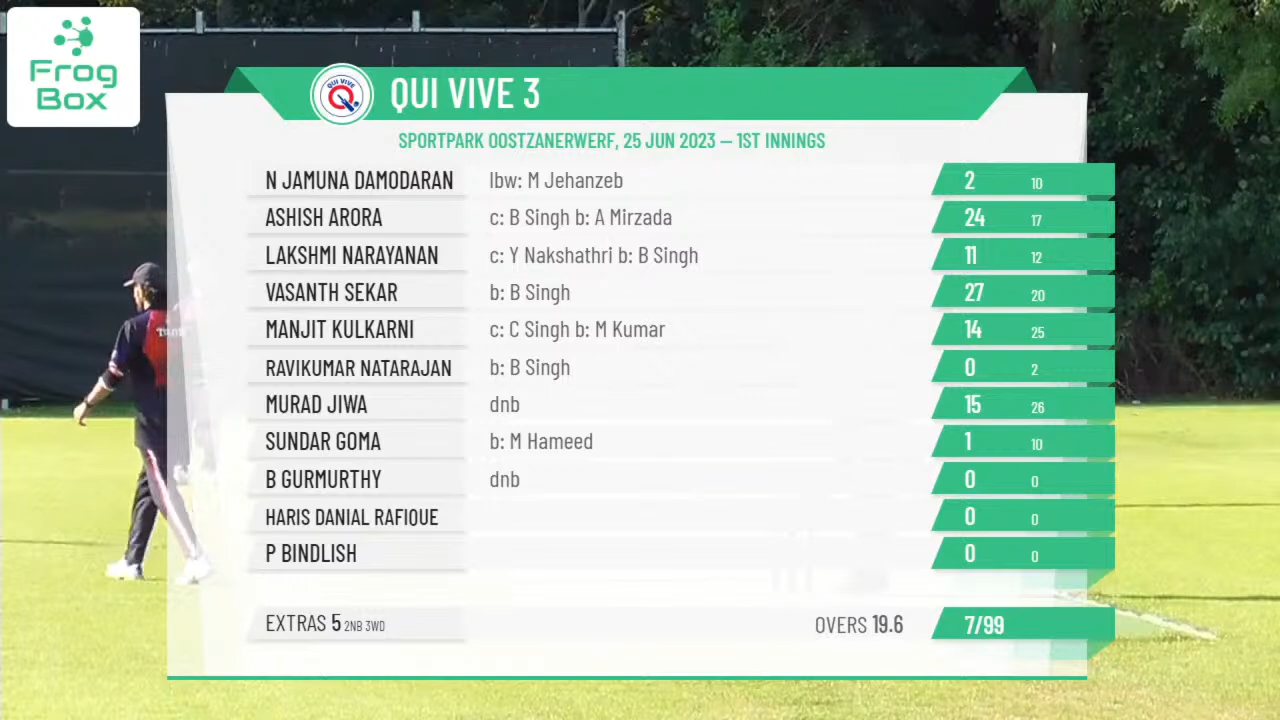 Frog
Box
QUI VIVE
QUI VIVE 3
SPORTPARK OOSTZANERWERF, 25 JUN 2023 – 1ST INNINGS
N JAMUNA DAMODARAN lbw: M Jehanzeb 2 10
ASHISH ARORA c: B Singh b: A Mirzada 24 17
LAKSHMI NARAYANAN c: Y Nakshathri b: B Singh 11 12
VASANTH SEKAR b: B Singh 27 20
MANJIT KULKARNI c: C Singh b: M Kumar 14 25
RAVIKUMAR NATARAJAN b: B Singh 0 2
MURAD JIWA dnb 15 26
SUNDAR GOMA b: M Hameed 1 10
B GURMURTHY dnb 0 0
HARIS DANIAL RAFIQUE 0 0
P BINDLISH 0 0
EXTRAS 5 2NB 3WD OVERS 19.6 7/99